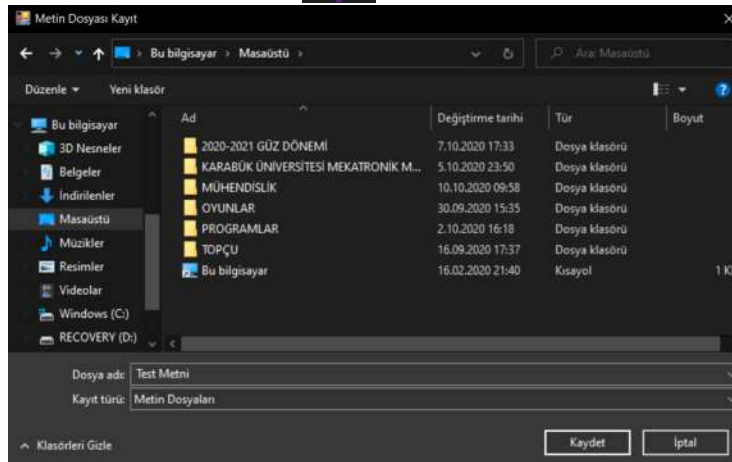 Metin Dosyası Kayıt
Bu bilgisayar › Masaüstü ›
Ara: Masaüstü
Düzenle Yeni klasör
Ad Değiştirme tarihi Tür Boyut
Bu bilgisayar
3D Nesneler
Belgeler
İndirilenler
Masaüstü
Müzikler
Resimler
Videolar
Windows (C:)
RECOVERY (D:)
2020-2021 GÜZ DÖNEMİ 7.10.2020 17:33 Dosya klasörü
KARABÜK ÜNİVERSİTESİ MEKATRONİK M... 5.10.2020 23:50 Dosya klasörü
MÜHENDİSLİK 10.10.2020 09:58 Dosya klasörü
OYUNLAR 30.09.2020 15:35 Dosya klasörü
PROGRAMLAR 2.10.2020 16:18 Dosya klasörü
TOPÇU 16.09.2020 17:37 Dosya klasörü
Bu bilgisayar 16.02.2020 21:40 Kısayol 1
Dosya adı: Test Metni
Kayıt türü: Metin Dosyaları
Klasörleri Gizle
Kaydet İptal